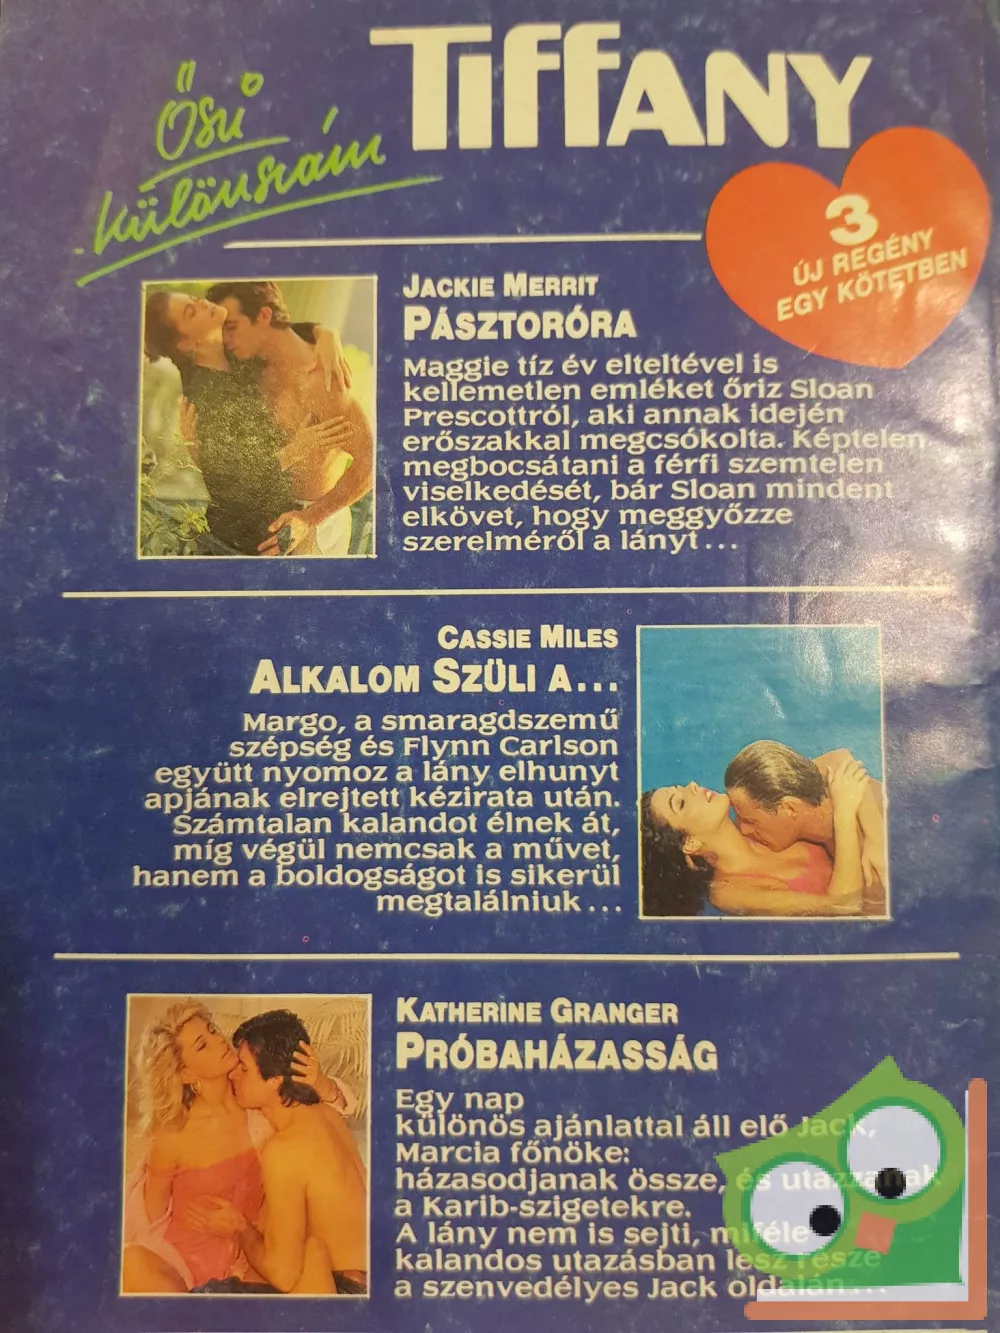 TIFFANY
Őszi
különszám
3
ÚJ REGÉNY
EGY KÖTETBEN
JACKIE MERRIT
PÁSZTORÓRA
Maggie tíz év elteltével is
kellemetlen emléket őriz Sloan
Prescottról, aki annak idején
erőszakkal megcsókolta. Képtelen
megbocsátani a férfi szemtelen
viselkedését, bár Sloan mindent
elkövet, hogy meggyőzze
szerelméről a lányt...
CASSIE MILES
ALKALOM SZÜLI A...
Margo, a smaragdszemű
szépség és Flynn Carlson
együtt nyomoz a lány elhunyt
apjának elrejtett kézirata után.
Számtalan kalandot élnek át,
míg végül nemcsak a művet,
hanem a boldogságot is sikerül
megtalálniuk...
KATHERINE GRANGER
PRÓBAHÁZASSÁG
Egy nap
különös ajánlattal áll elő Jack,
Marcia főnöke:
házasodjanak össze, és utazzanak
a Karib-szigetekre.
A lány nem is sejti, miféle
kalandos utazásban lesz része
a szenvedélyes Jack oldalán...